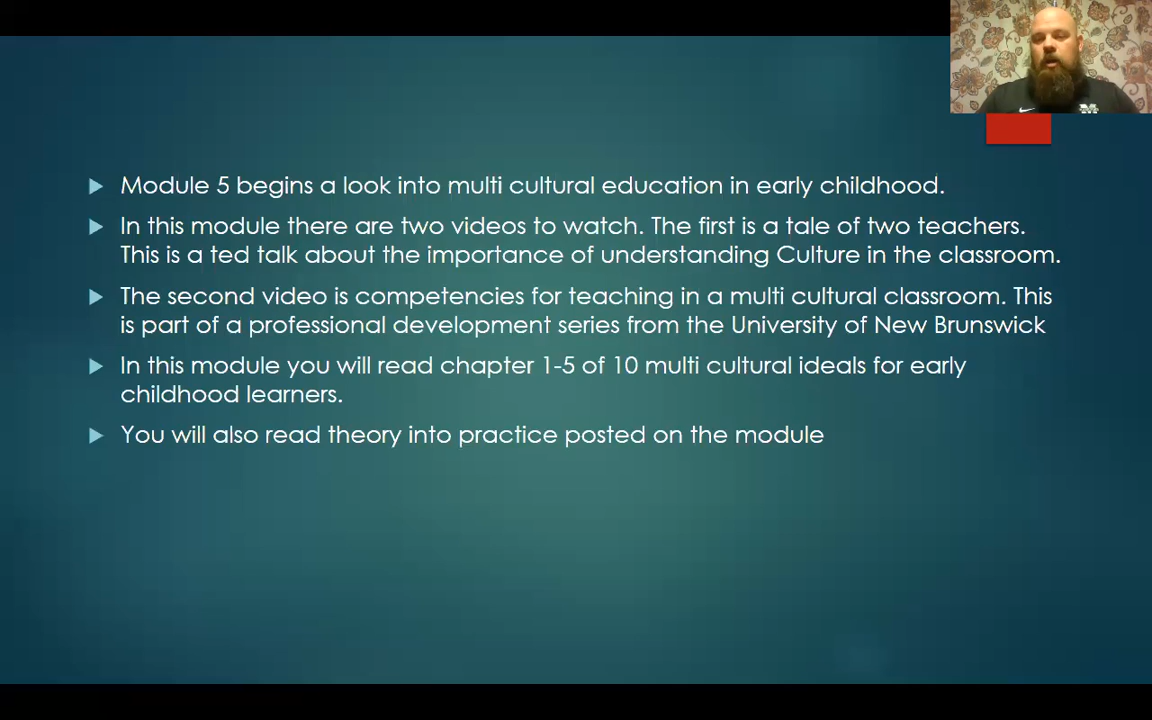 Module 5 begins a look into multi cultural education in early childhood.
In this module there are two videos to watch. The first is a tale of two teachers.
This is a ted talk about the importance of understanding Culture in the classroom.
The second video is competencies for teaching in a multi cultural classroom. This
is part of a professional development series from the University of New Brunswick
In this module you will read chapter 1-5 of 10 multi cultural ideals for early
childhood learners.
You will also read theory into practice posted on the module